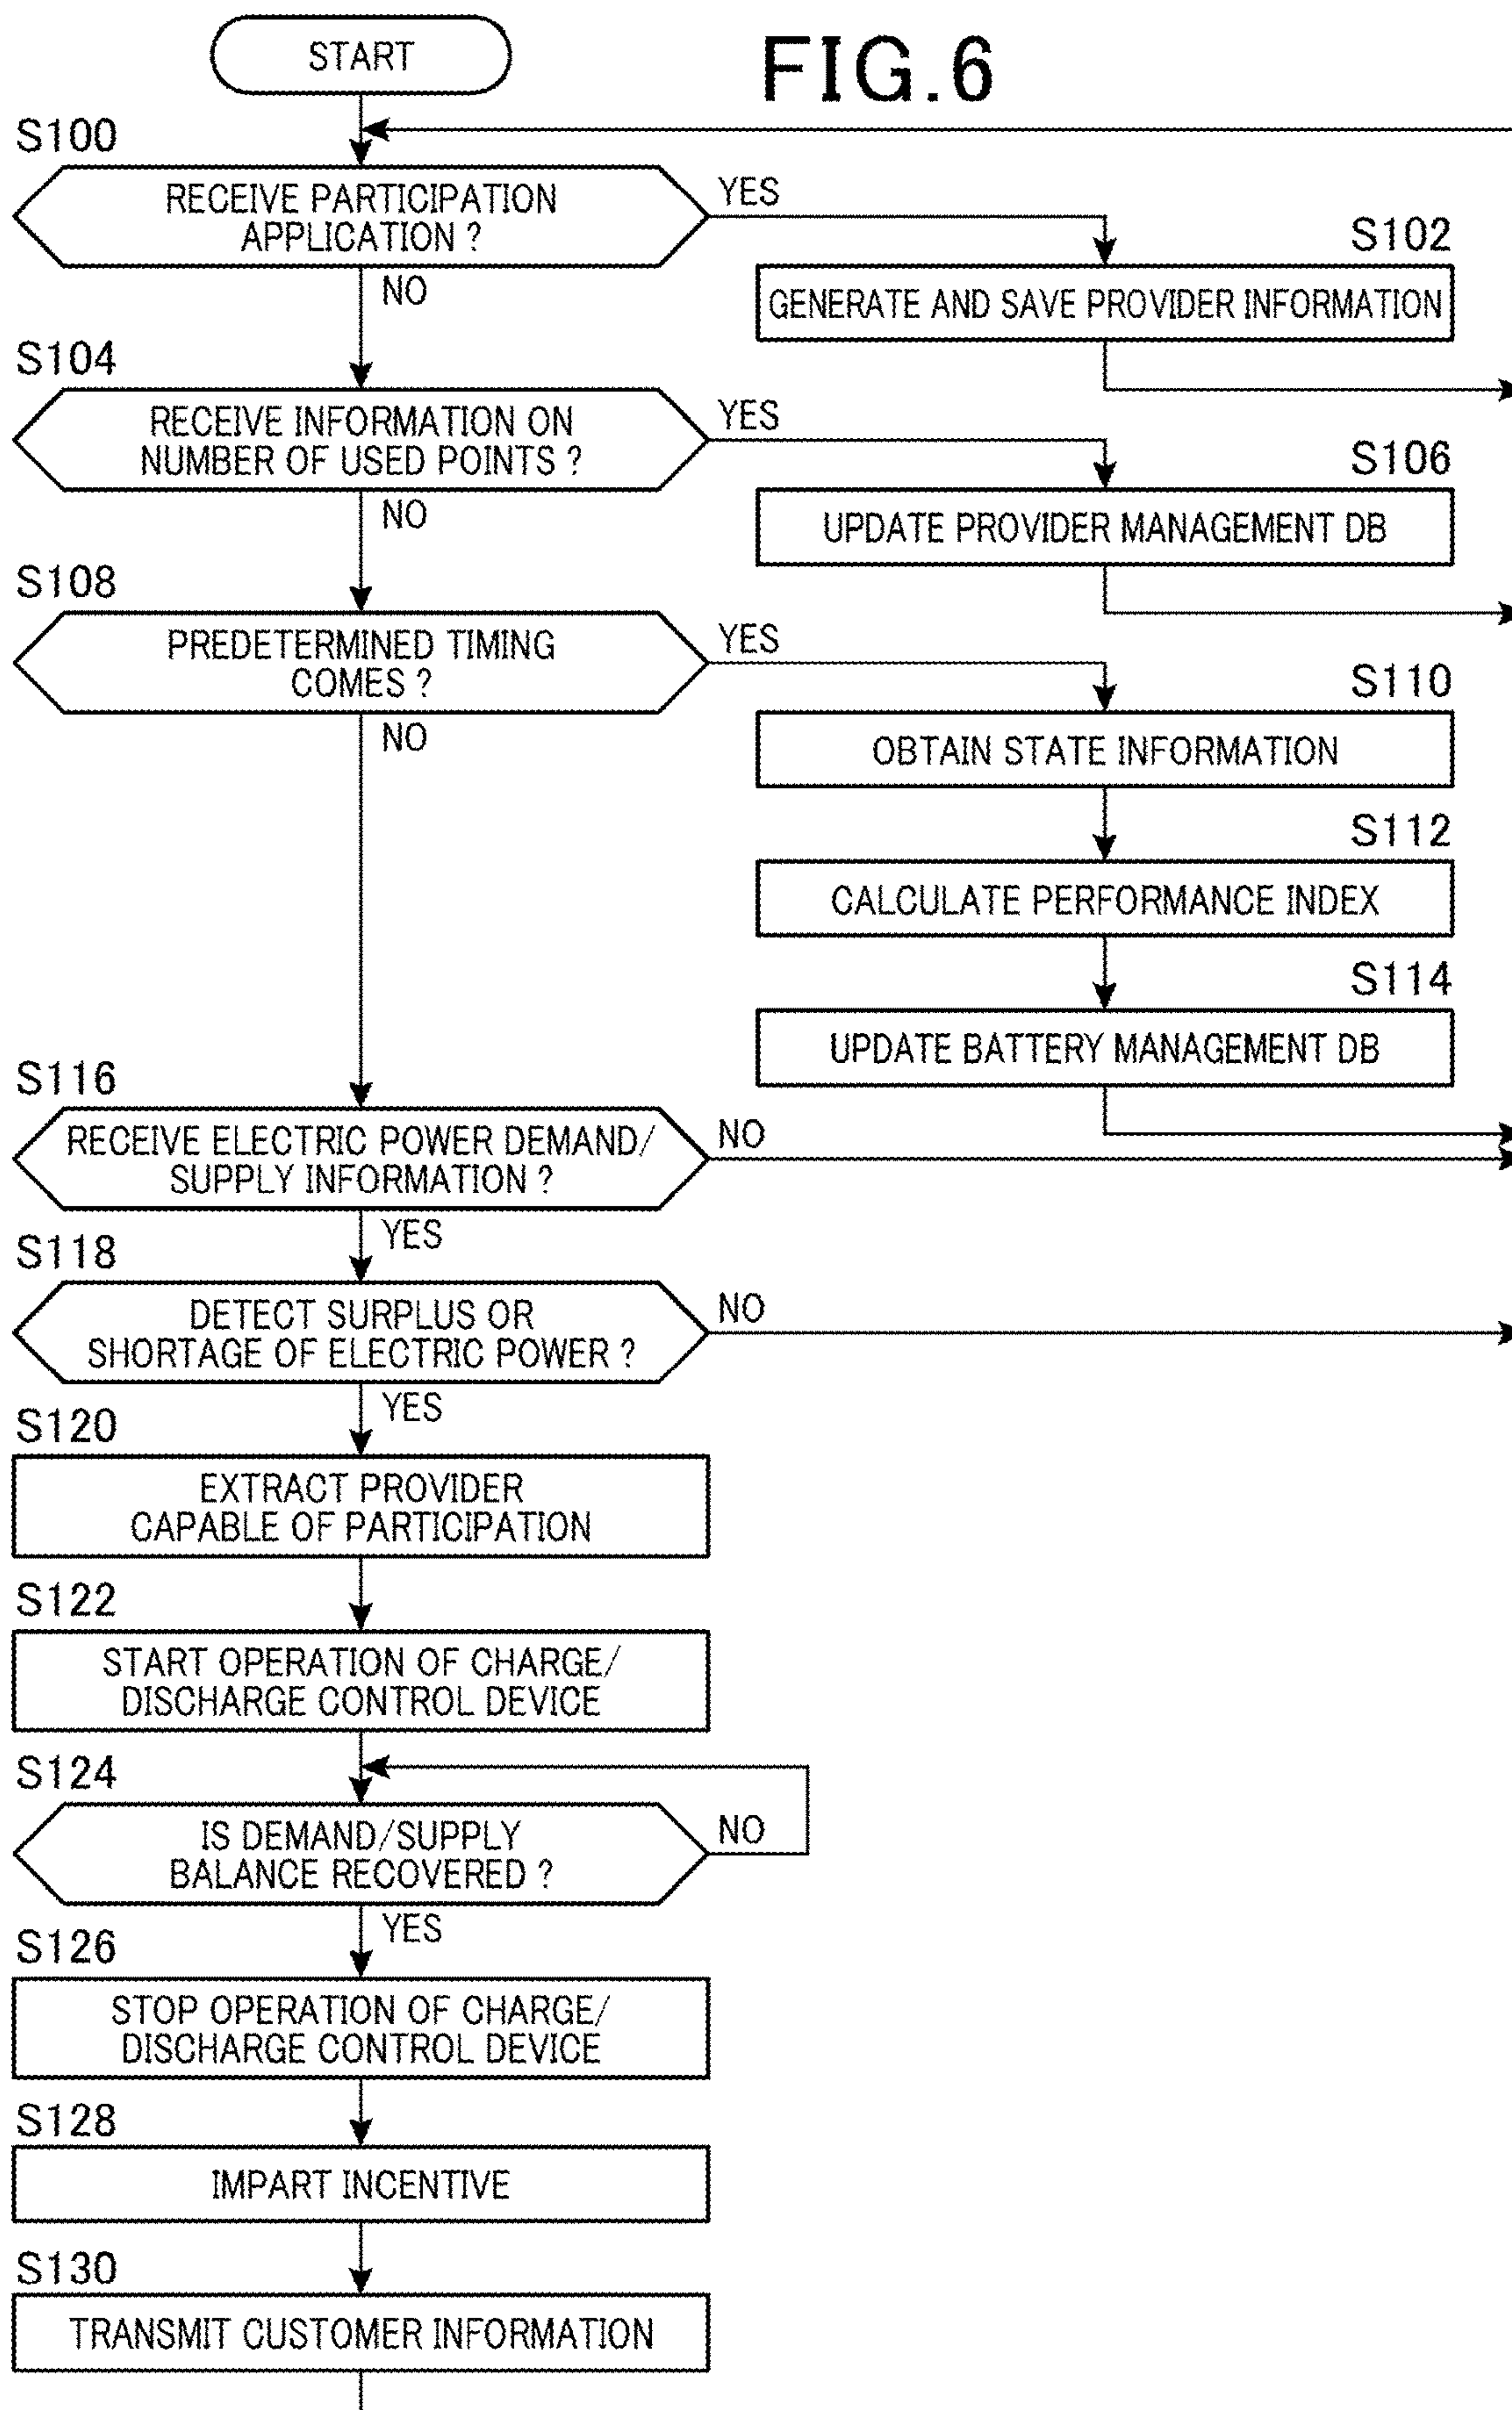 FIG.6
START
S100
RECEIVE PARTICIPATION
APPLICATION ?
YES
NO
S102
GENERATE AND SAVE PROVIDER INFORMATION
S104
RECEIVE INFORMATION ON
NUMBER OF USED POINTS ?
YES
NO
S106
UPDATE PROVIDER MANAGEMENT DB
S108
PREDETERMINED TIMING
COMES ?
YES
NO
S110
OBTAIN STATE INFORMATION
S112
CALCULATE PERFORMANCE INDEX
S114
UPDATE BATTERY MANAGEMENT DB
S116
RECEIVE ELECTRIC POWER DEMAND/
SUPPLY INFORMATION ?
NO
YES
S118
DETECT SURPLUS OR
SHORTAGE OF ELECTRIC POWER ?
NO
YES
S120
EXTRACT PROVIDER
CAPABLE OF PARTICIPATION
S122
START OPERATION OF CHARGE/
DISCHARGE CONTROL DEVICE
S124
IS DEMAND/SUPPLY
BALANCE RECOVERED ?
NO
YES
S126
STOP OPERATION OF CHARGE/
DISCHARGE CONTROL DEVICE
S128
IMPART INCENTIVE
S130
TRANSMIT CUSTOMER INFORMATION